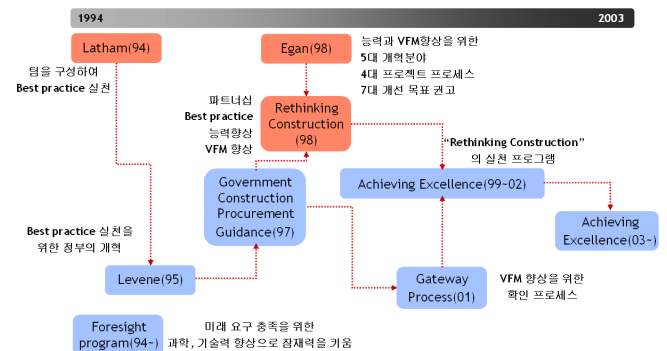 1994
2003
Latham(94)
Egan(98)
능력과 VFM향상을 위한
5대 개혁분야
4대 프로젝트 프로세스
7대 개선 목표 권고
팀을 구성하여
Best practice 실천
파트너십
Best practice
능력향상
VFM 향상
Rethinking
Construction
(98)
“Rethinking Construction”
의 실천 프로그램
Government
Construction
Procurement
Guidance(97)
Achieving Excellence(99~02)
Achieving
Excellence(03~)
Best practice 실천을
위한 정부의 개혁
Levene(95)
Gateway
Process(01)
VFM 향상을 위한
확인 프로세스
Foresight
program(94~)
미래 요구 충족을 위한
과학, 기술력 향상으로 잠재력을 키움